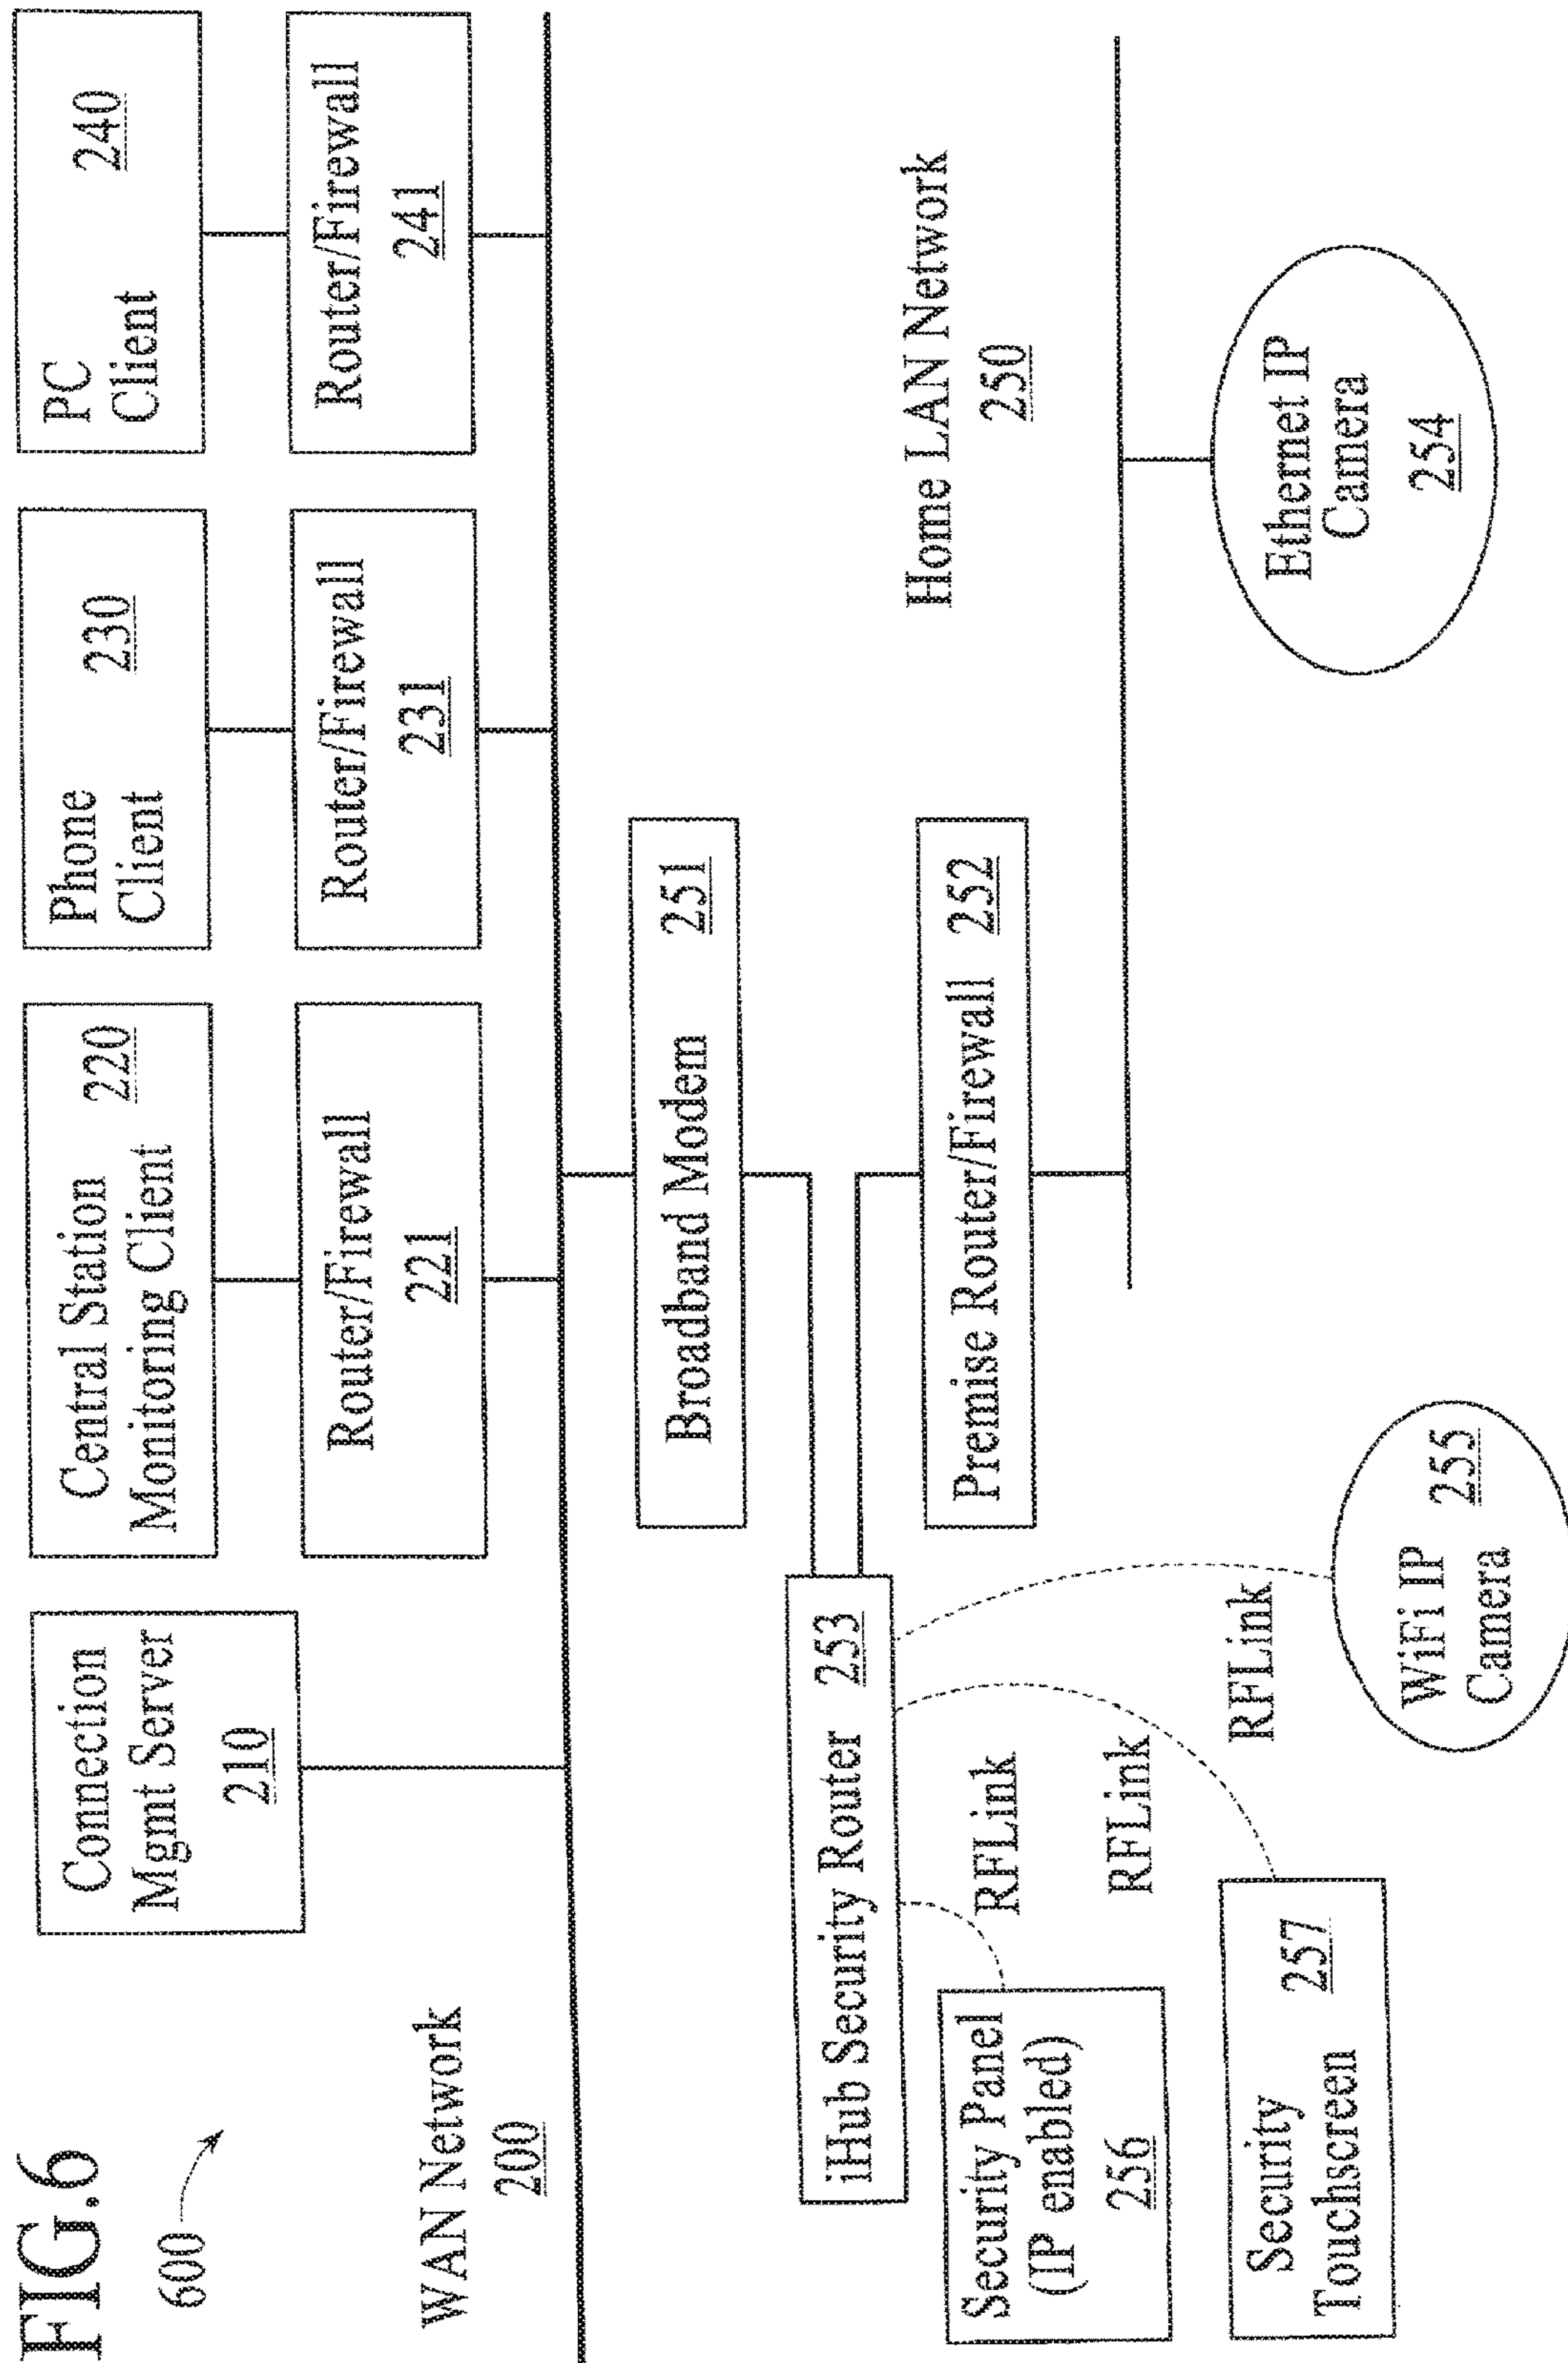 FIG.6
600
Connection
Mgmt Server
210
Central Station
Monitoring Client
220
Phone
Client
230
PC
Client
240
Router/Firewall
221
Router/Firewall
231
Router/Firewall
241
WAN Network
200
Broadband Modem 251
Home LAN Network
250
iHub Security Router 253
Premise Router/Firewall 252
Security Panel
(IP enabled)
256
RFLink
RFLink
RFLink
Security
Touchscreen
257
WiFi IP
Camera
255
Ethernet IP
Camera
254